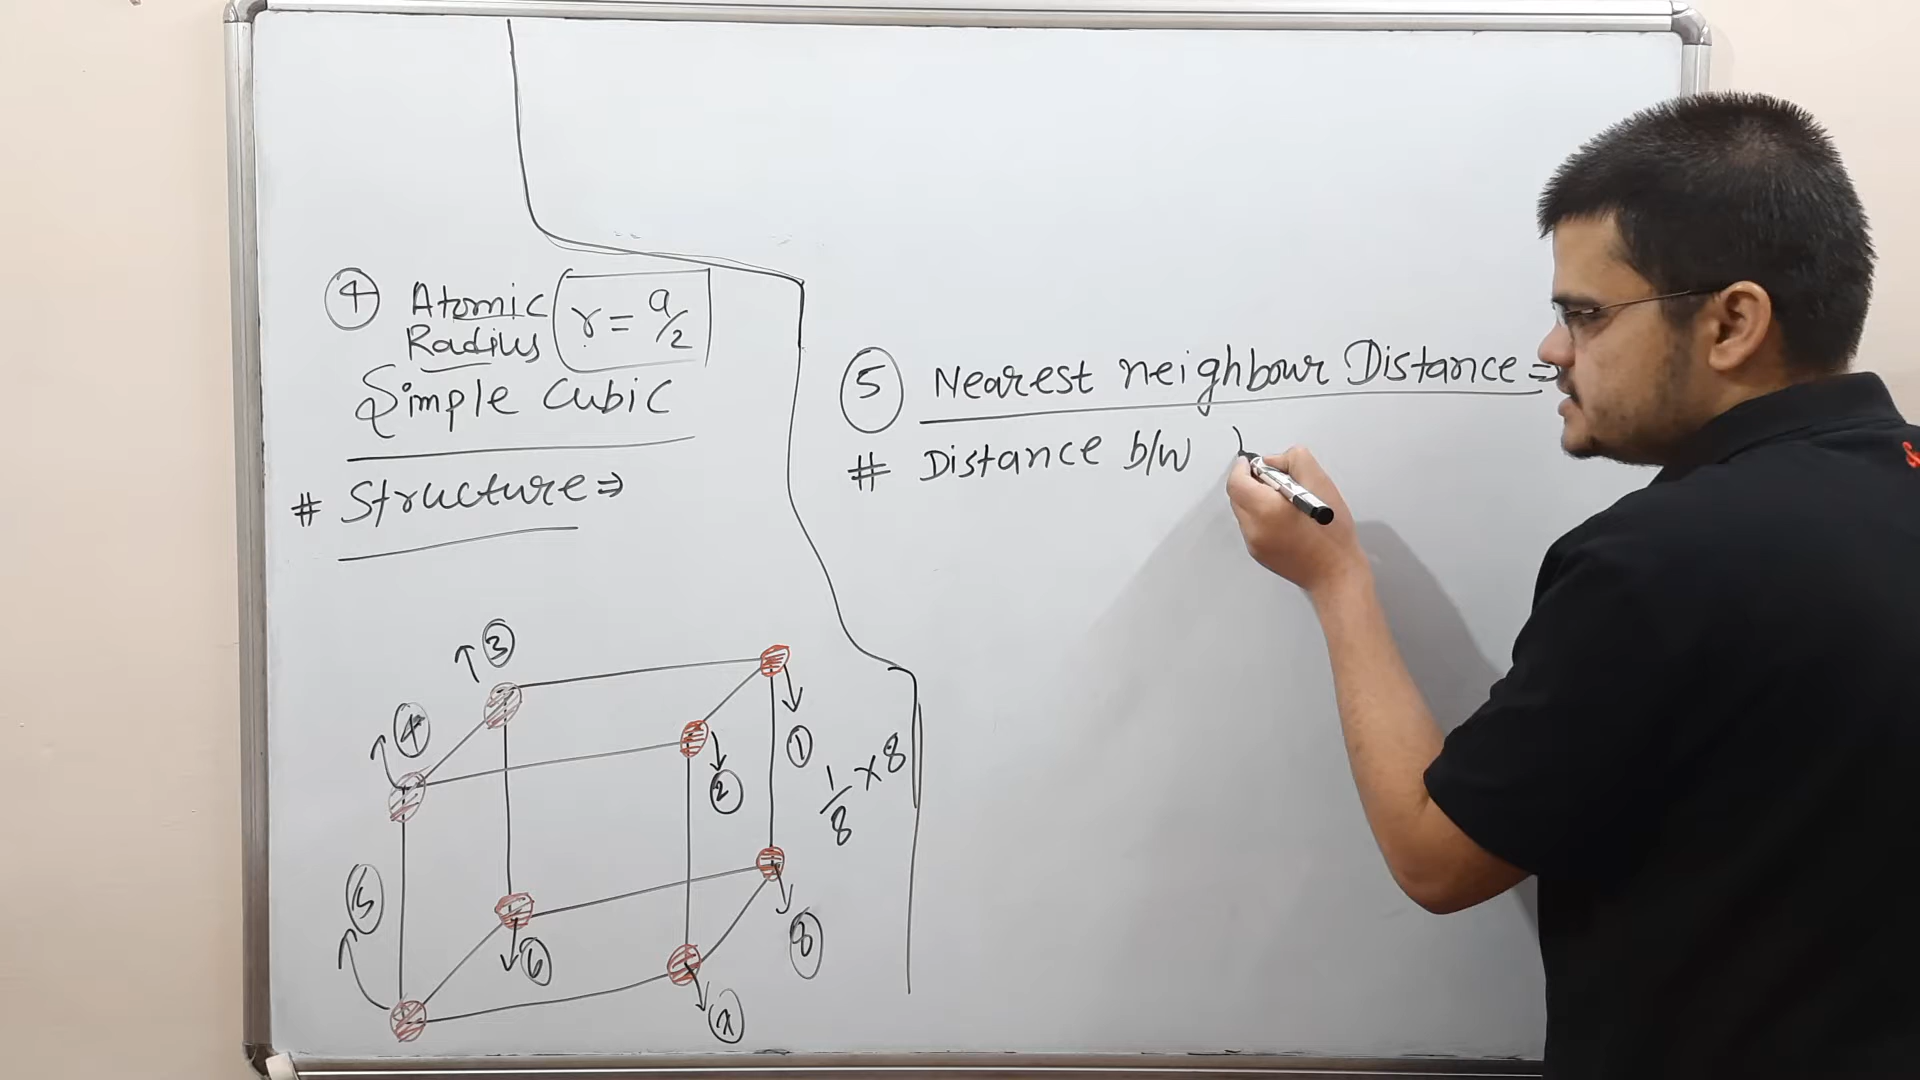 ④ Atomic
Radius
r = a/2
Simple Cubic
# Structure ⇒
③
④
①
②
1/8 × 8
⑤
⑥
⑧
⑤ Nearest neighbour Distance ⇒
# Distance b/w